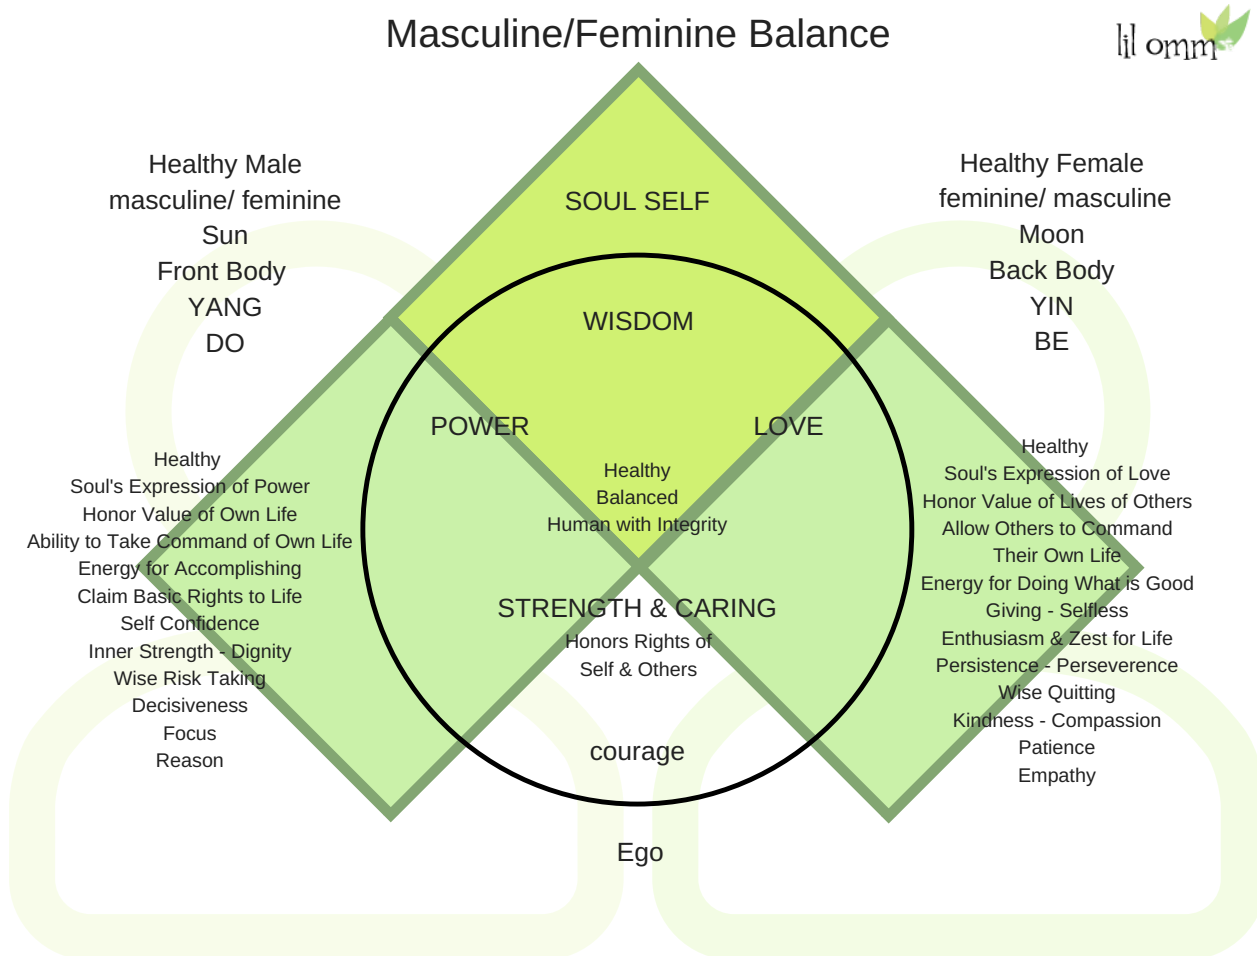 Masculine/Feminine Balance
lil omm
Healthy Male
masculine/ feminine
Sun
Front Body
YANG
DO
Healthy Female
feminine/ masculine
Moon
Back Body
YIN
BE
SOUL SELF
WISDOM
POWER
LOVE
Healthy
Balanced
Human with Integrity
STRENGTH & CARING
Honors Rights of
Self & Others
courage
Ego
Healthy
Soul's Expression of Power
Honor Value of Own Life
Ability to Take Command of Own Life
Energy for Accomplishing
Claim Basic Rights to Life
Self Confidence
Inner Strength - Dignity
Wise Risk Taking
Decisiveness
Focus
Reason
Healthy
Soul's Expression of Love
Honor Value of Lives of Others
Allow Others to Command
Their Own Life
Energy for Doing What is Good
Giving - Selfless
Enthusiasm & Zest for Life
Persistence - Perseverence
Wise Quitting
Kindness - Compassion
Patience
Empathy